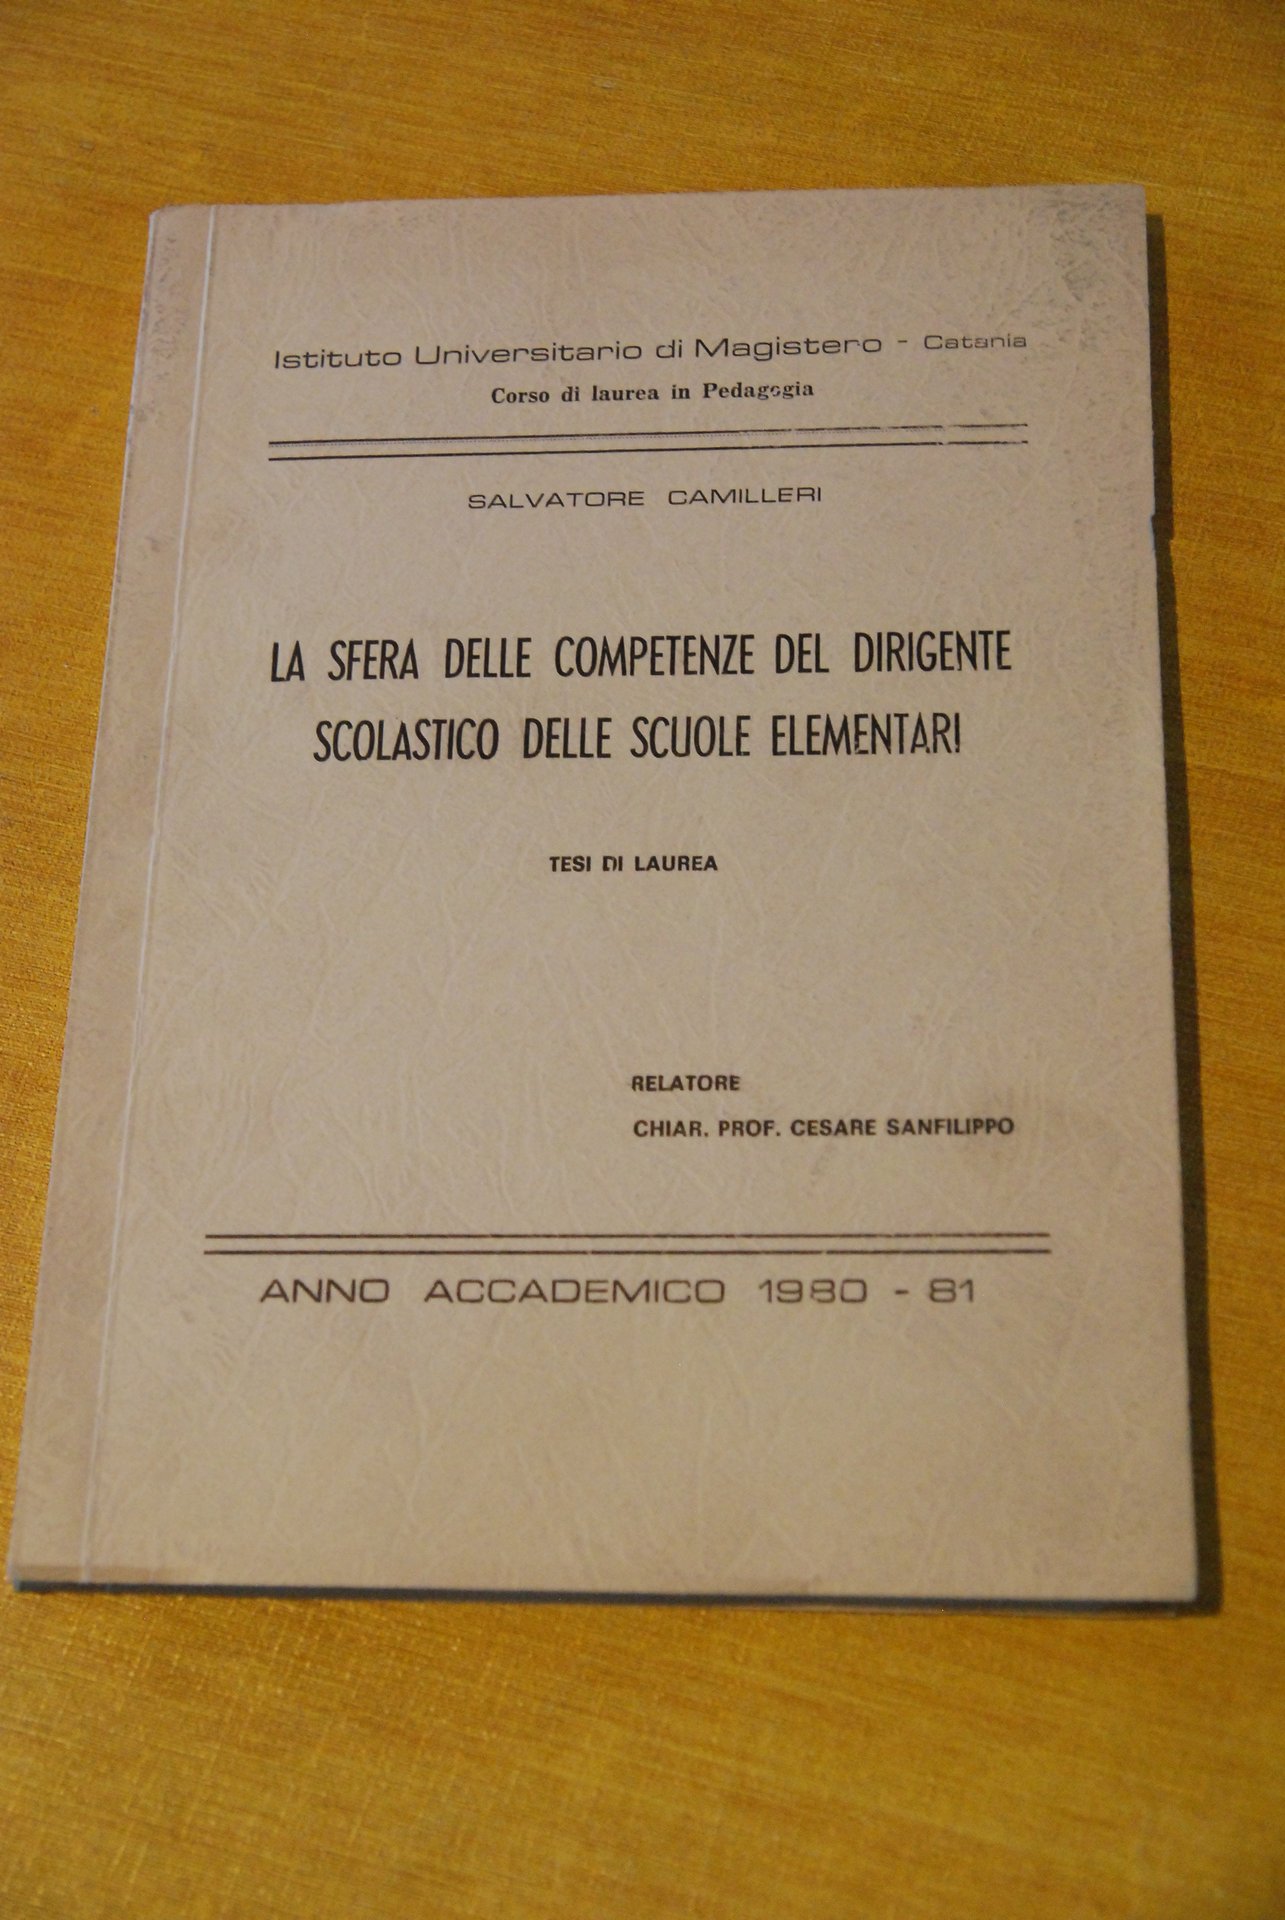 Istituto Universitario di Magistero - Catania
Corso di laurea in Pedagogia
SALVATORE CAMILLERI
LA SFERA DELLE COMPETENZE DEL DIRIGENTE
SCOLASTICO DELLE SCUOLE ELEMENTARI
TESI DI LAUREA
RELATORE
CHIAR. PROF. CESARE SANFILIPPO
ANNO ACCADEMICO 1980 - 81